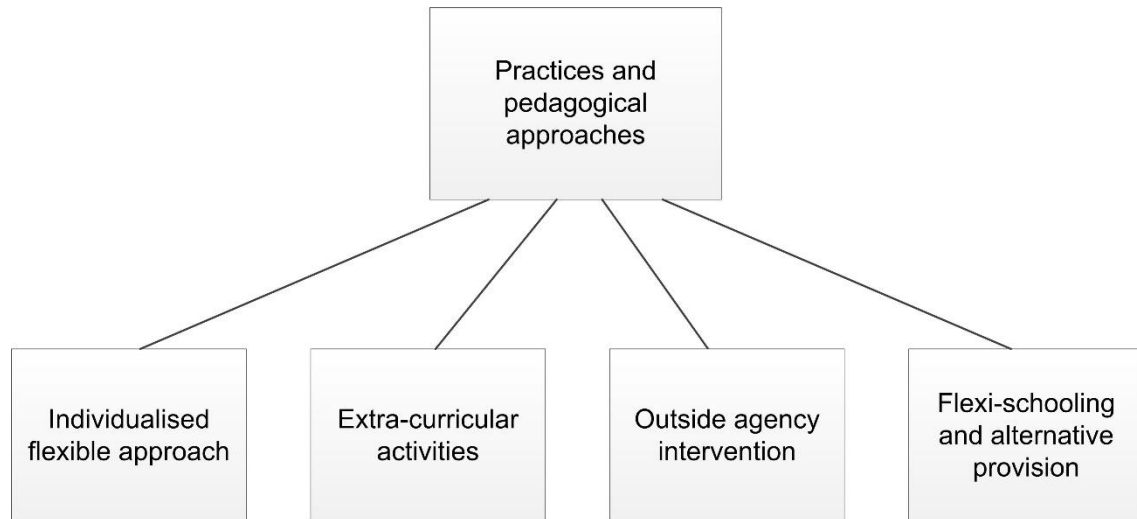 Practices and
pedagogical
approaches
Individualised
flexible approach
Extra-curricular
activities
Outside agency
intervention
Flexi-schooling
and alternative
provision